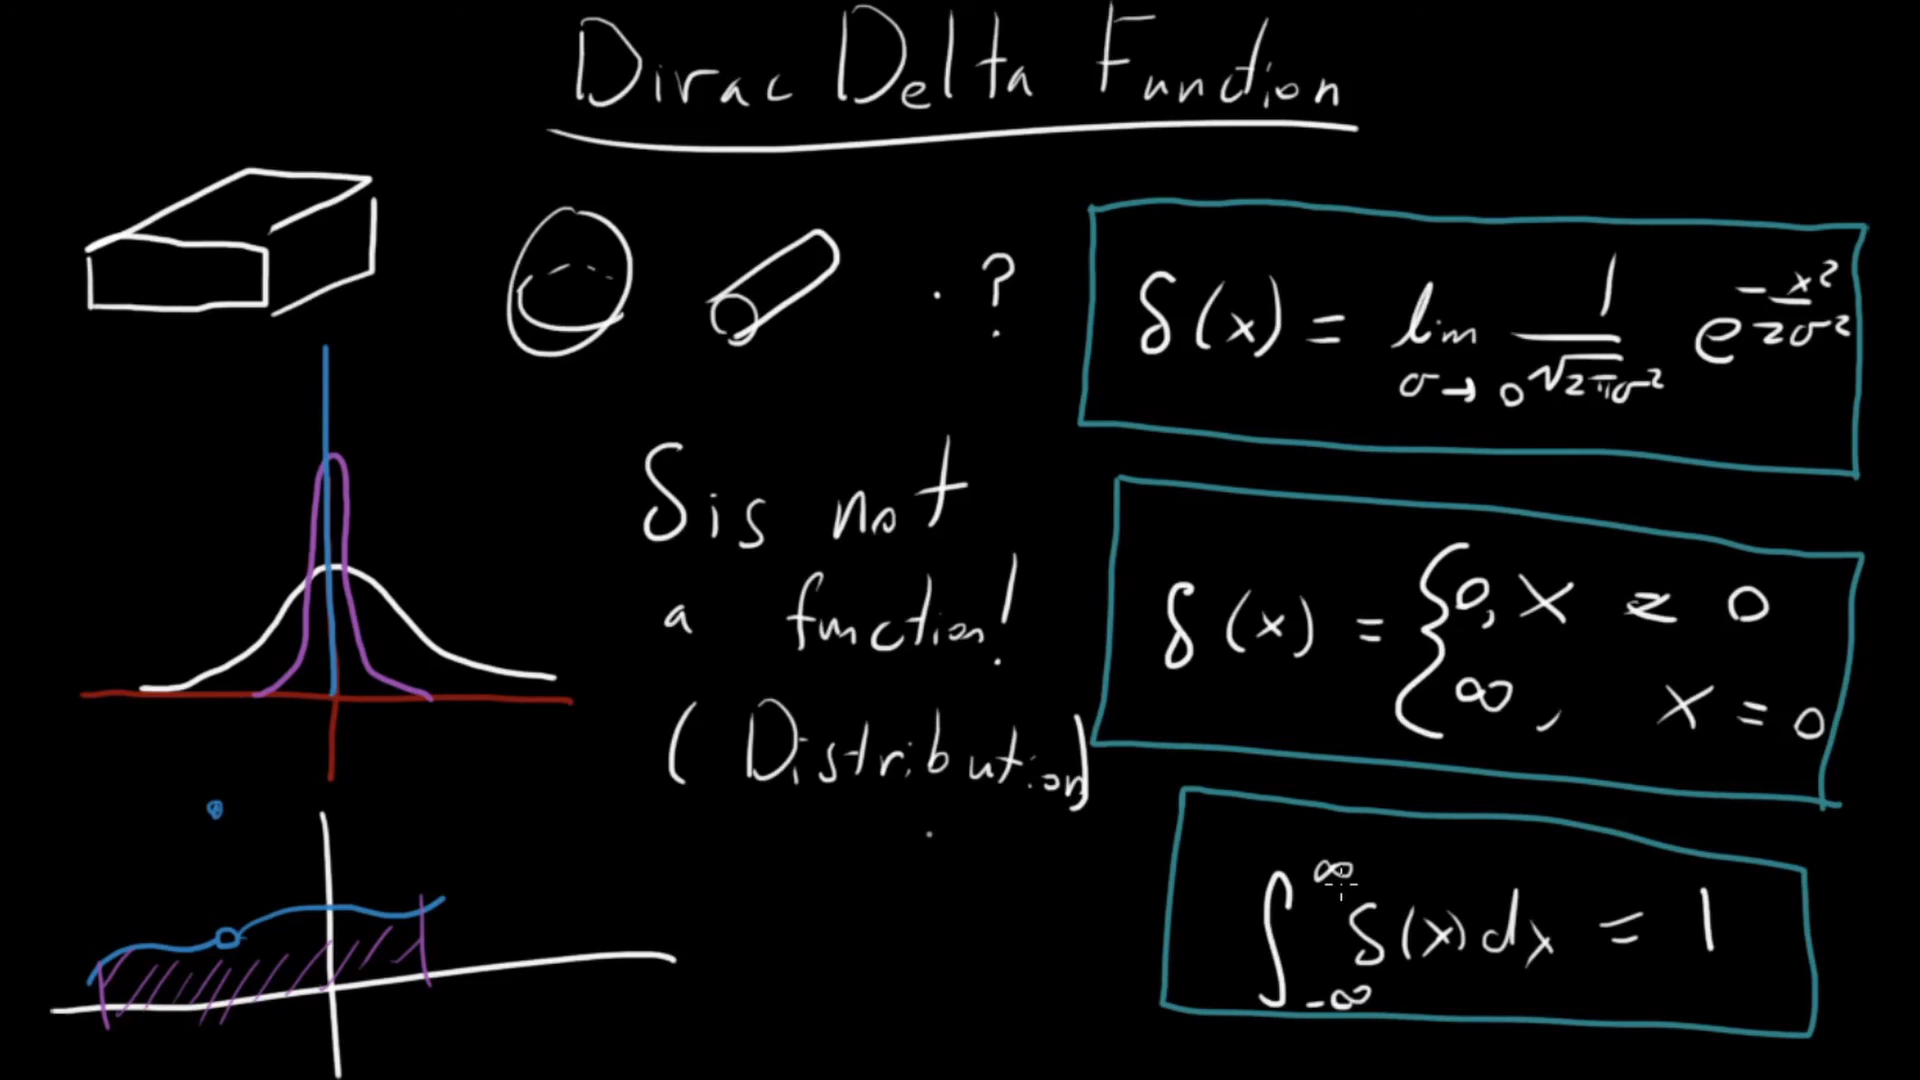 Dirac Delta Function
. ?
δ(x) = lim σ→0 1/√2πσ² e^-x²/2σ²
δ is not
a function!
(Distribution)
δ(x) = { 0, x ≠ 0
∞, x = 0
∫_-∞^∞ δ(x) dx = 1